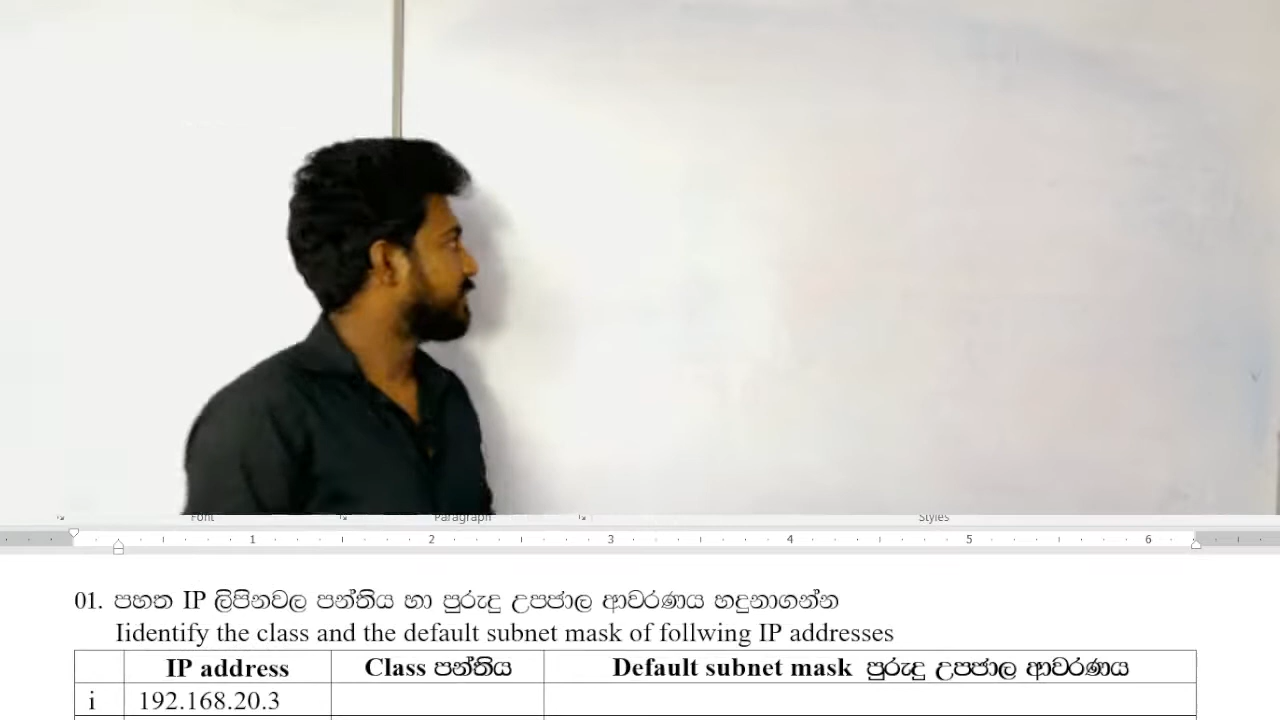 Font Paragraph Styles
1 2 3 4 5 6
01. පහත IP ලිපිනවල පන්තිය හා පුරුදු උපජාල ආවරණය හදුනාගන්න
Iidentify the class and the default subnet mask of follwing IP addresses
IP address Class පන්තිය Default subnet mask පුරුදු උපජාල ආවරණය
i 192.168.20.3